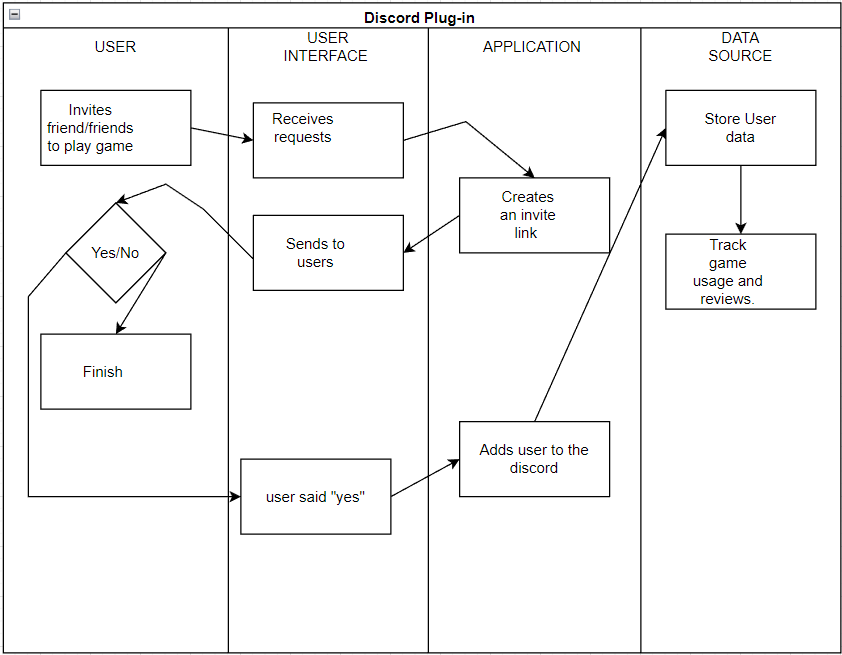 Discord Plug-in
USER
USER
INTERFACE
APPLICATION
DATA
SOURCE
Invites
friend/friends
to play game
Receives
requests
Creates
an invite
link
Store User
data
Sends to
users
Yes/No
Track
game
usage and
reviews.
Finish
Adds user to the
discord
user said "yes"